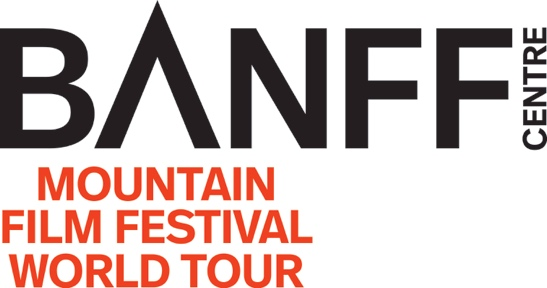 BANFF
CENTRE
MOUNTAIN
FILM FESTIVAL
WORLD TOUR